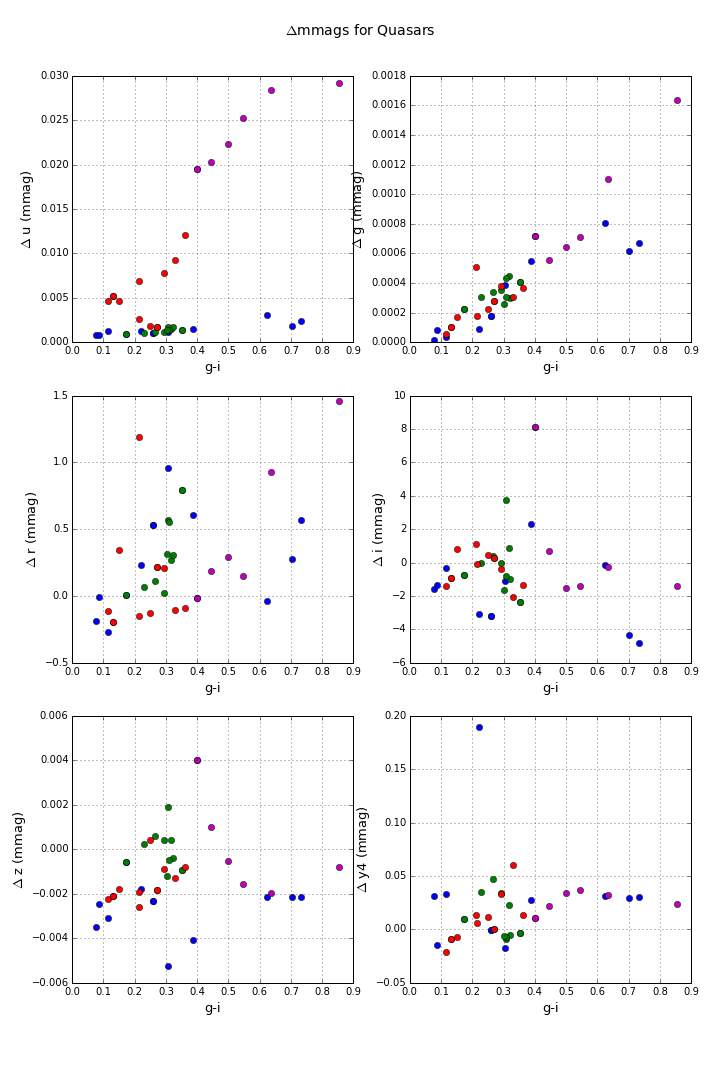 Δmmags for Quasars
0.030
0.025
0.020
0.015
0.010
0.005
0.000
Δ u (mmag)
0.0 0.1 0.2 0.3 0.4 0.5 0.6 0.7 0.8 0.9
g-i
0.0018
0.0016
0.0014
0.0012
0.0010
0.0008
0.0006
0.0004
0.0002
0.0000
Δ g (mmag)
0.0 0.1 0.2 0.3 0.4 0.5 0.6 0.7 0.8 0.9
g-i
1.5
1.0
0.5
0.0
−0.5
Δ r (mmag)
0.0 0.1 0.2 0.3 0.4 0.5 0.6 0.7 0.8 0.9
g-i
10
8
6
4
2
0
−2
−4
−6
Δ i (mmag)
0.0 0.1 0.2 0.3 0.4 0.5 0.6 0.7 0.8 0.9
g-i
0.006
0.004
0.002
0.000
−0.002
−0.004
−0.006
Δ z (mmag)
0.0 0.1 0.2 0.3 0.4 0.5 0.6 0.7 0.8 0.9
g-i
0.20
0.15
0.10
0.05
0.00
−0.05
Δ y4 (mmag)
0.0 0.1 0.2 0.3 0.4 0.5 0.6 0.7 0.8 0.9
g-i